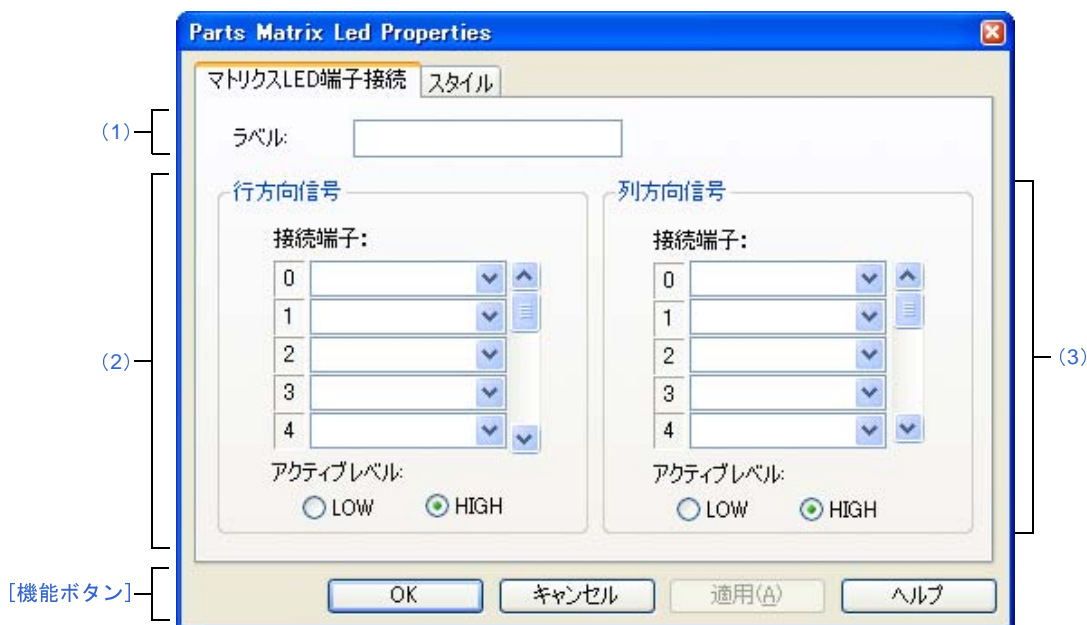 Parts Matrix Led Properties
マトリクスLED端子接続 スタイル
(1)
ラベル:
(2)
行方向信号
接続端子:
0
1
2
3
4
アクティブレベル:
LOW HIGH
列方向信号
接続端子:
0
1
2
3
4
アクティブレベル:
LOW HIGH
(3)
[機能ボタン]
OK キャンセル 適用(A) ヘルプ